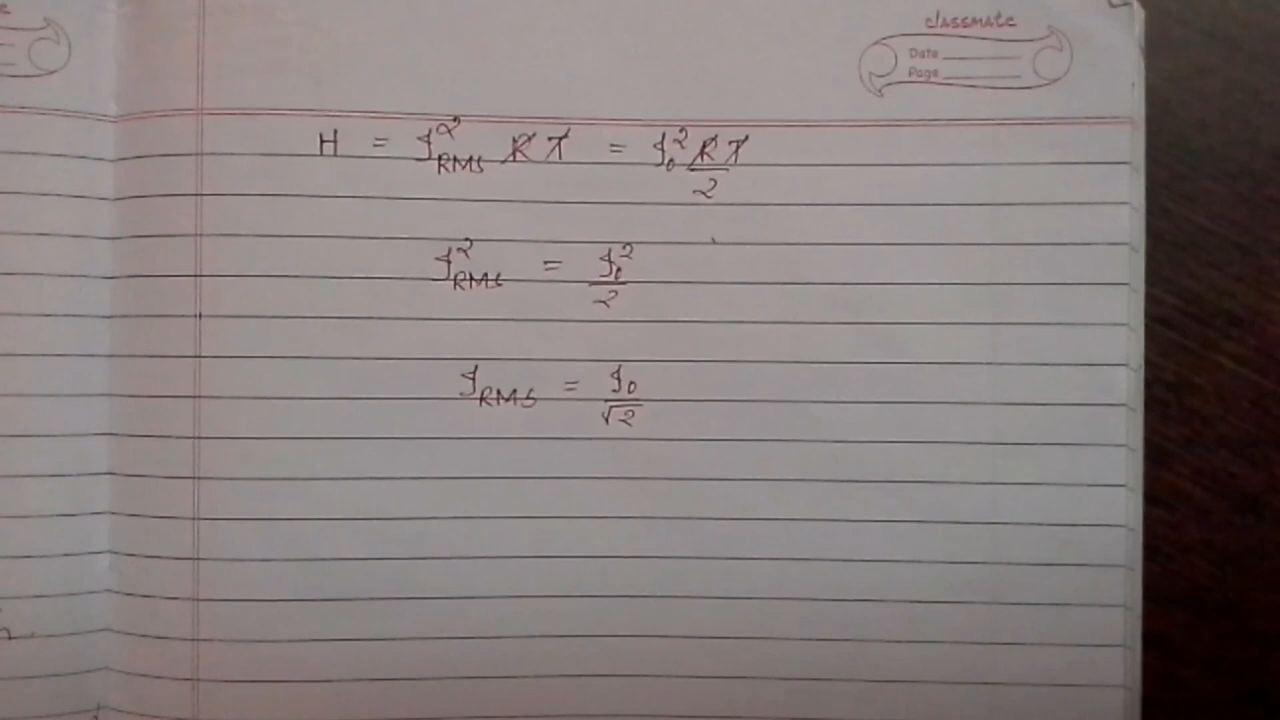 classmate
Date
Page
H = I²RMS R T = I₀² R T / 2
I²RMS = I₀² / 2
IRMS = I₀ / √2